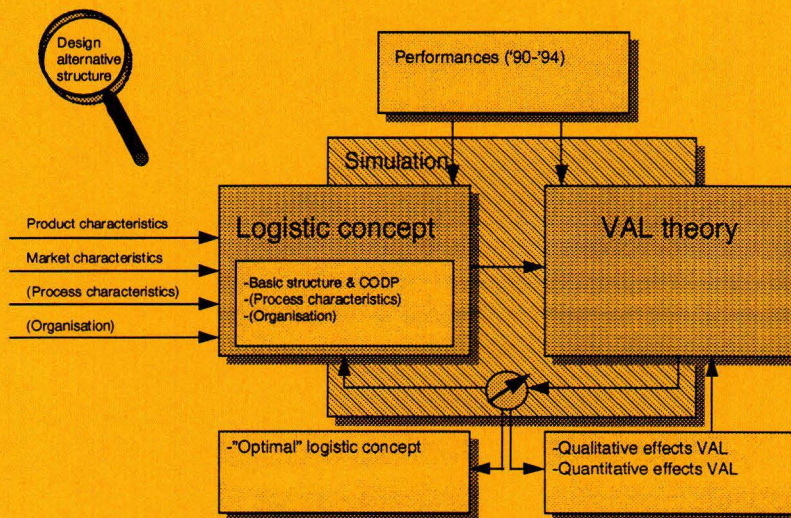 Design
alternative
structure
Performances ('90-'94)
Simulation
Logistic concept
VAL theory
Product characteristics
Market characteristics
(Process characteristics)
(Organisation)
-Basic structure & CODP
-(Process characteristics)
-(Organisation)
-"Optimal" logistic concept
-Qualitative effects VAL
-Quantitative effects VAL